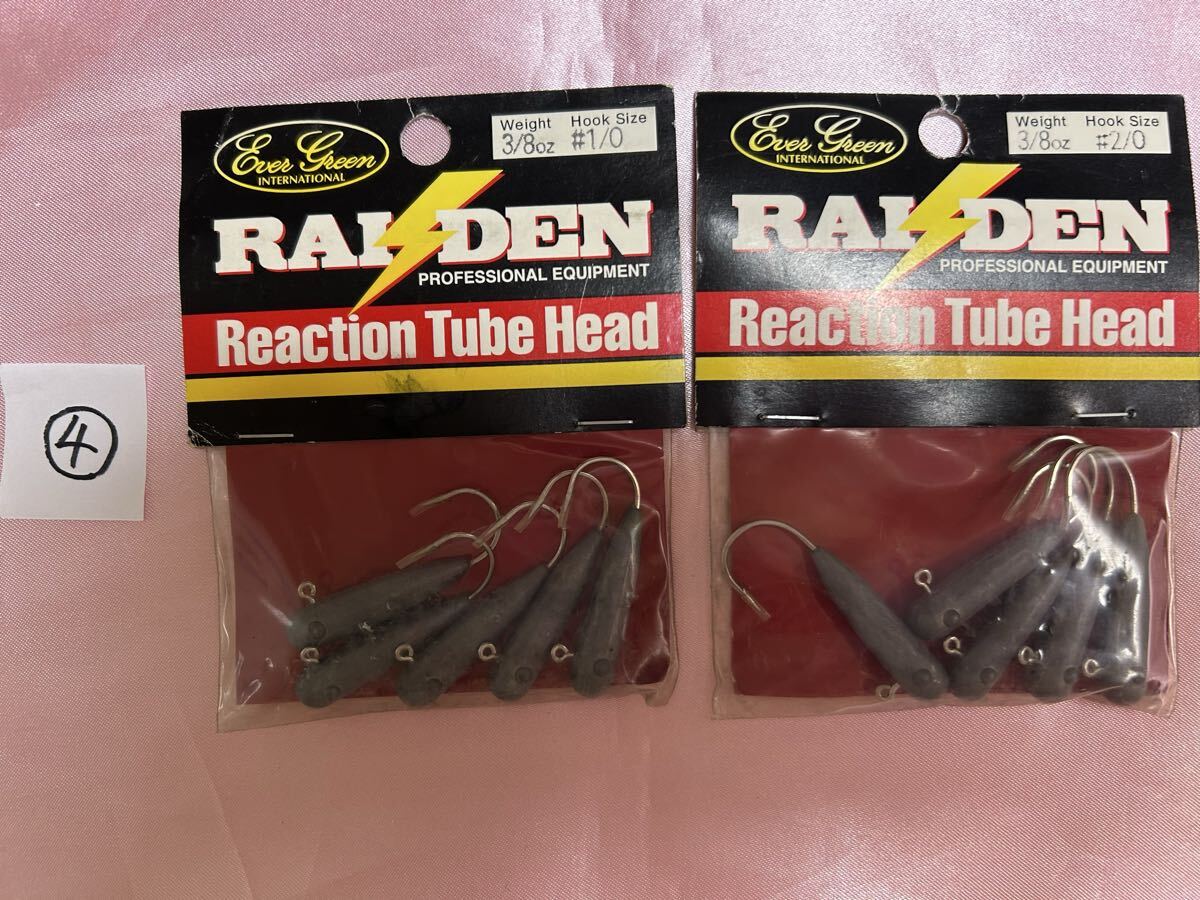 ④
Ever Green
INTERNATIONAL
Weight Hook Size
3/8oz #1/0
RAIDEN
PROFESSIONAL EQUIPMENT
Reaction Tube Head
Ever Green
INTERNATIONAL
Weight Hook Size
3/8oz #2/0
RAIDEN
PROFESSIONAL EQUIPMENT
Reaction Tube Head